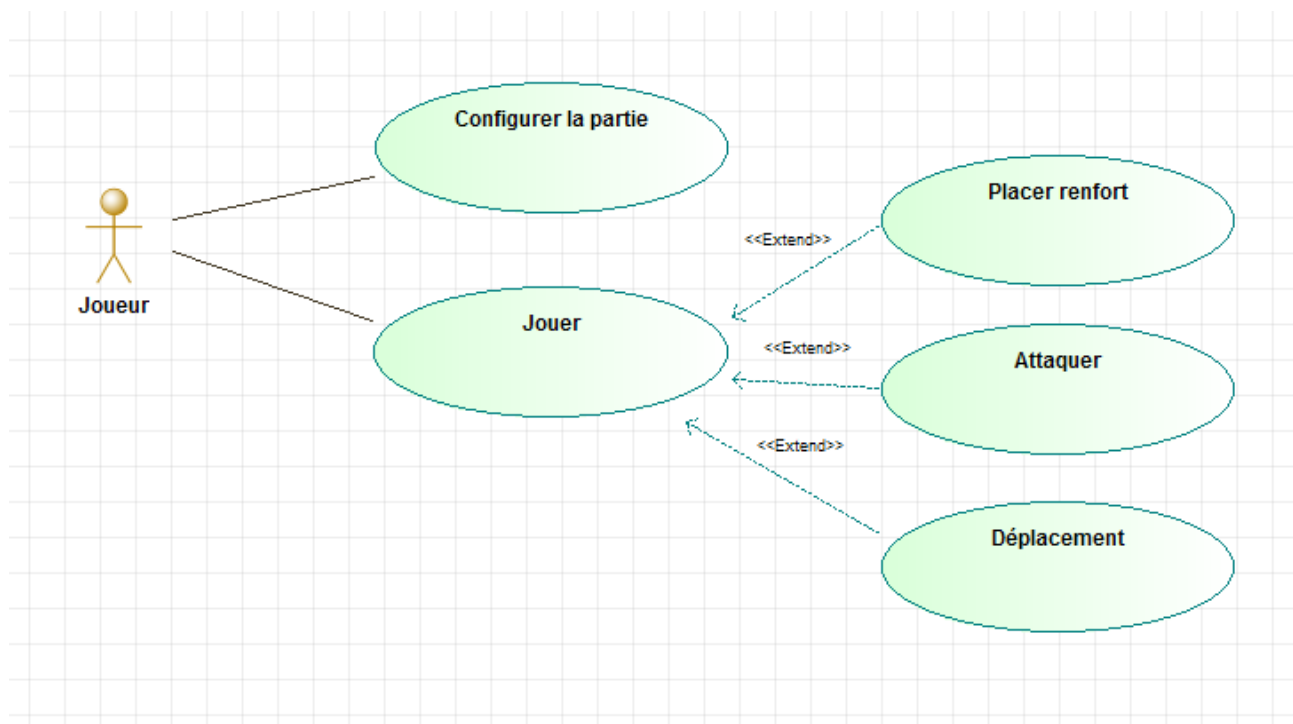 Configurer la partie
Placer renfort
<<Extend>>
Joueur
Jouer
<<Extend>>
Attaquer
<<Extend>>
Déplacement